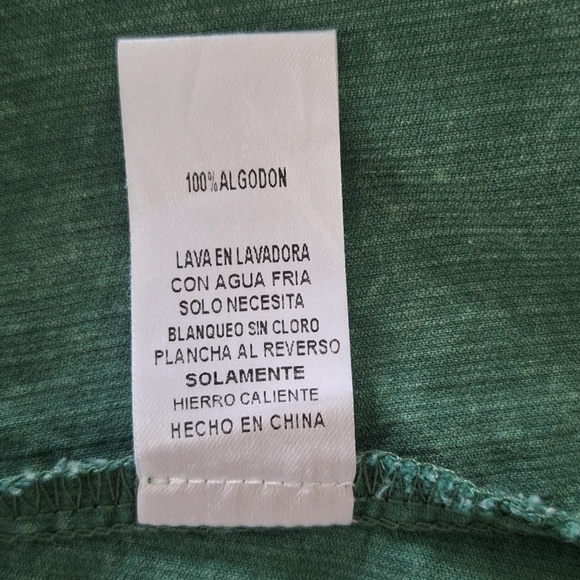 100% ALGODON
LAVA EN LAVADORA
CON AGUA FRIA
SOLO NECESITA
BLANQUEO SIN CLORO
PLANCHA AL REVERSO
SOLAMENTE
HIERRO CALIENTE
HECHO EN CHINA